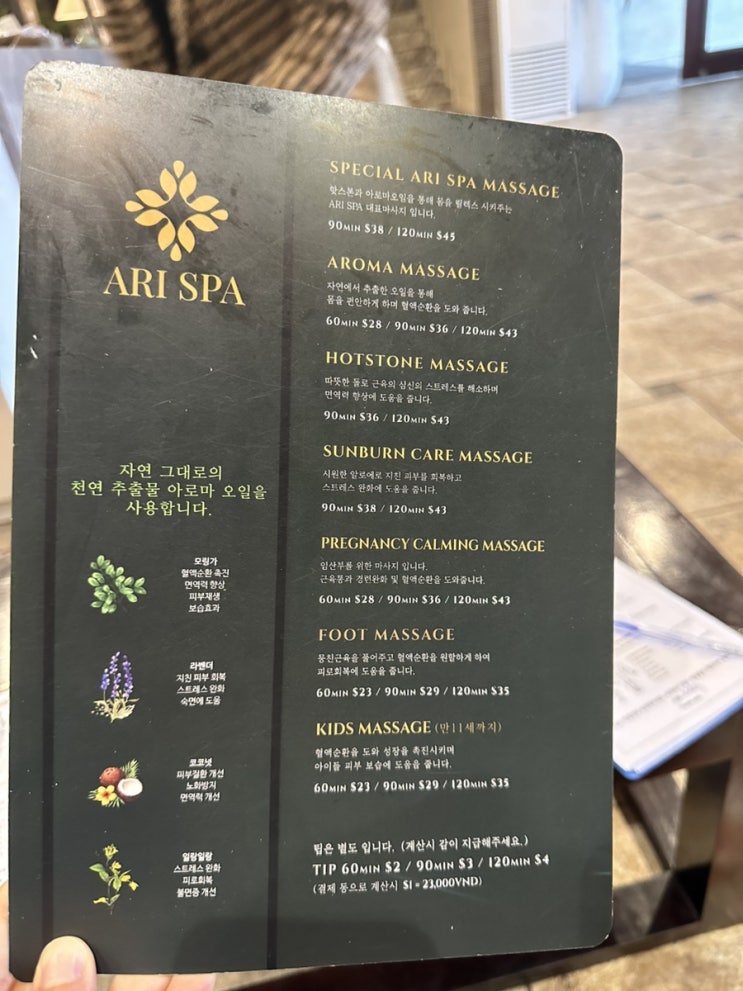 ARI SPA
자연 그대로의
천연 추출물 아로마 오일을
사용합니다.
모링가
혈액순환 촉진
면역력 향상
피부재생
보습효과
라벤더
지친 피부 회복
스트레스 완화
숙면에 도움
코코넛
피부질환 개선
노화방지
면역력 개선
일랑일랑
스트레스 완화
피로회복
불면증 개선
SPECIAL ARI SPA MASSAGE
핫스톤과 아로마오일을 통해 몸을 릴렉스 시키주는
ARI SPA 대표마사지 입니다.
90MIN $38 / 120MIN $45
AROMA MASSAGE
자연에서 추출한 오일을 통해
몸을 편안하게 하며 혈액순환을 도와 줍니다.
60MIN $28 / 90MIN $36 / 120MIN $43
HOTSTONE MASSAGE
따뜻한 돌로 근육의 심신의 스트레스를 해소하며
면역력 향상에 도움을 줍니다.
90MIN $36 / 120MIN $43
SUNBURN CARE MASSAGE
시원한 알로에로 지친 피부를 회복하고
스트레스 완화에 도움을 줍니다.
90MIN $38 / 120MIN $43
PREGNANCY CALMING MASSAGE
임산부를 위한 마사지 입니다.
근육통과 경련완화 및 혈액순환을 도와줍니다.
60MIN $28 / 90MIN $36 / 120MIN $43
FOOT MASSAGE
뭉친근육을 풀어주고 혈액순환을 원할하게 하여
피로회복에 도움을 줍니다.
60MIN $23 / 90MIN $29 / 120MIN $35
KIDS MASSAGE (만11세까지)
혈액순환을 도와 성장을 촉진시키며
아이들 피부 보습에 도움을 줍니다.
60MIN $23 / 90MIN $29 / 120MIN $35
팁은 별도 입니다. (계산시 같이 지급해주세요.)
TIP 60MIN $2 / 90MIN $3 / 120MIN $4
(결제 동으로 계산시 $1 = 23,000VND)